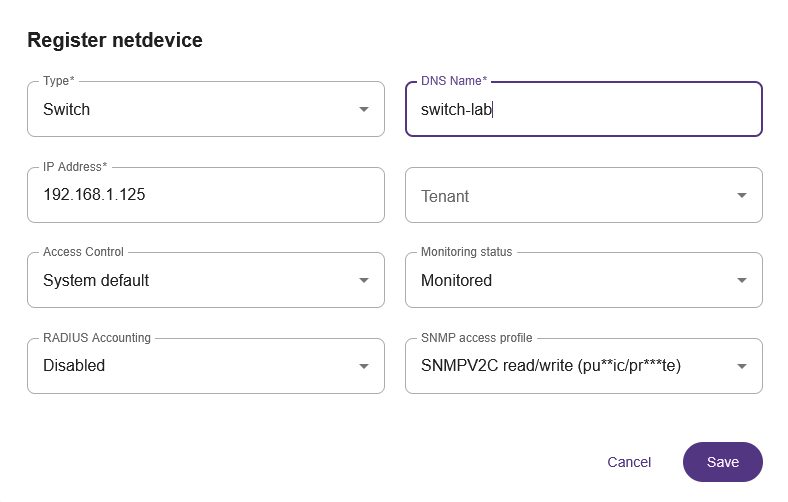 Register netdevice
Type*
Switch
DNS Name*
switch-lab
IP Address*
192.168.1.125
Tenant
Access Control
System default
Monitoring status
Monitored
RADIUS Accounting
Disabled
SNMP access profile
SNMPV2C read/write (pu**ic/pr***te)
Cancel
Save